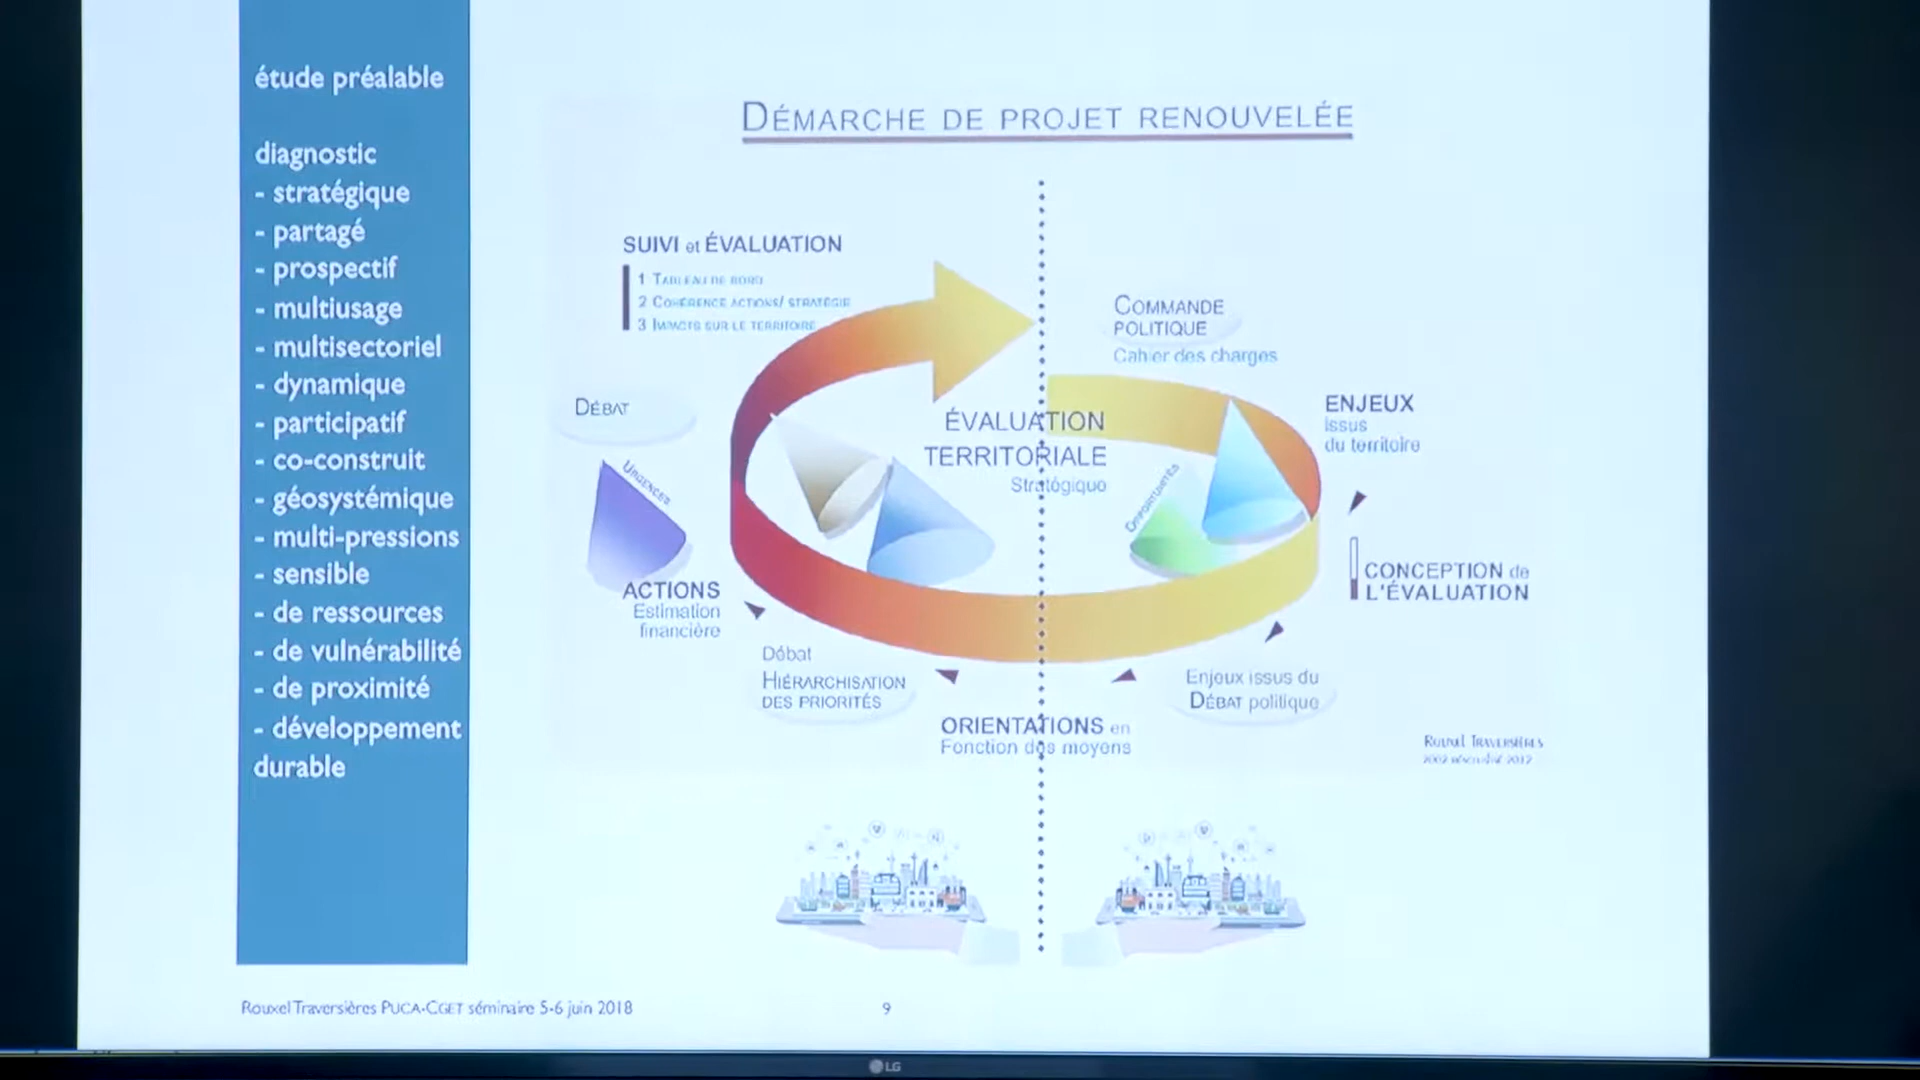 étude préalable
diagnostic
- stratégique
- partagé
- prospectif
- multiusage
- multisectoriel
- dynamique
- participatif
- co-construit
- géosystémique
- multi-pressions
- sensible
- de ressources
- de vulnérabilité
- de proximité
- développement
durable
DÉMARCHE DE PROJET RENOUVELÉE
SUIVI et ÉVALUATION
1 TABLEAU DE BORD
2 COHÉRENCE ACTIONS/ STRATÉGIE
3 IMPACTS SUR LE TERRITOIRE
COMMANDE
POLITIQUE
Cahier des charges
ENJEUX
issus
du territoire
DÉBAT
URGENCES
ÉVALUATION
TERRITORIALE
Stratégique
OPPORTUNITÉS
CONCEPTION de
L'ÉVALUATION
ACTIONS
Estimation
financière
Débat
HIÉRARCHISATION
DES PRIORITÉS
Enjeux issus du
DÉBAT politique
ORIENTATIONS en
Fonction des moyens
ROUXEL TRAVERSIÈRES
2002 2012
Rouxel Traversières PUCA-CGET séminaire 5-6 juin 2018
9
LG